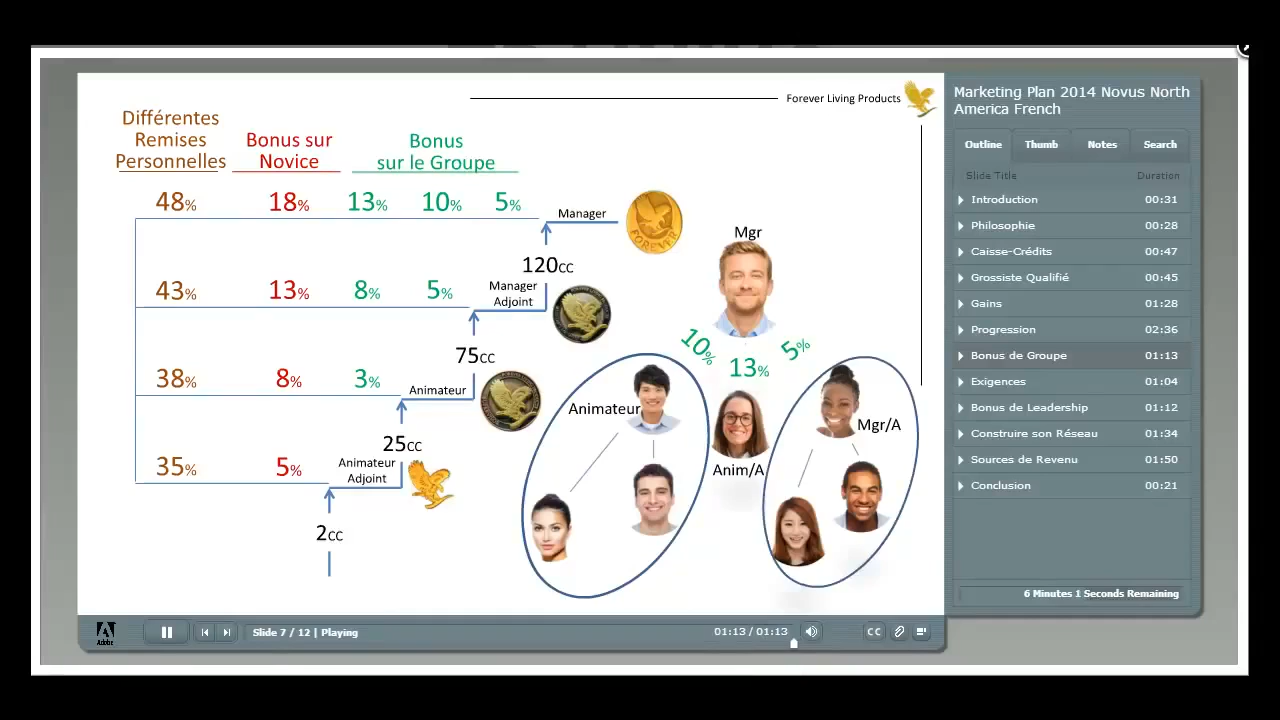 Forever Living Products
Différentes
Remises
Personnelles
Bonus sur
Novice
Bonus
sur le Groupe
48% 18% 13% 10% 5%
Manager
FOREVER
120CC
43% 13% 8% 5%
Manager
Adjoint
75CC
38% 8% 3%
Animateur
25CC
35% 5%
Animateur
Adjoint
2CC
Mgr
10% 13% 5%
Animateur
Anim/A
Mgr/A
Marketing Plan 2014 Novus North
America French
Outline Thumb Notes Search
Slide Title Duration
Introduction 00:31
Philosophie 00:28
Caisse-Crédits 00:47
Grossiste Qualifié 00:45
Gains 01:28
Progression 02:36
Bonus de Groupe 01:13
Exigences 01:04
Bonus de Leadership 01:12
Construire son Réseau 01:34
Sources de Revenu 01:50
Conclusion 00:21
6 Minutes 1 Seconds Remaining
Adobe
Slide 7 / 12 | Playing
01:13 / 01:13
CC